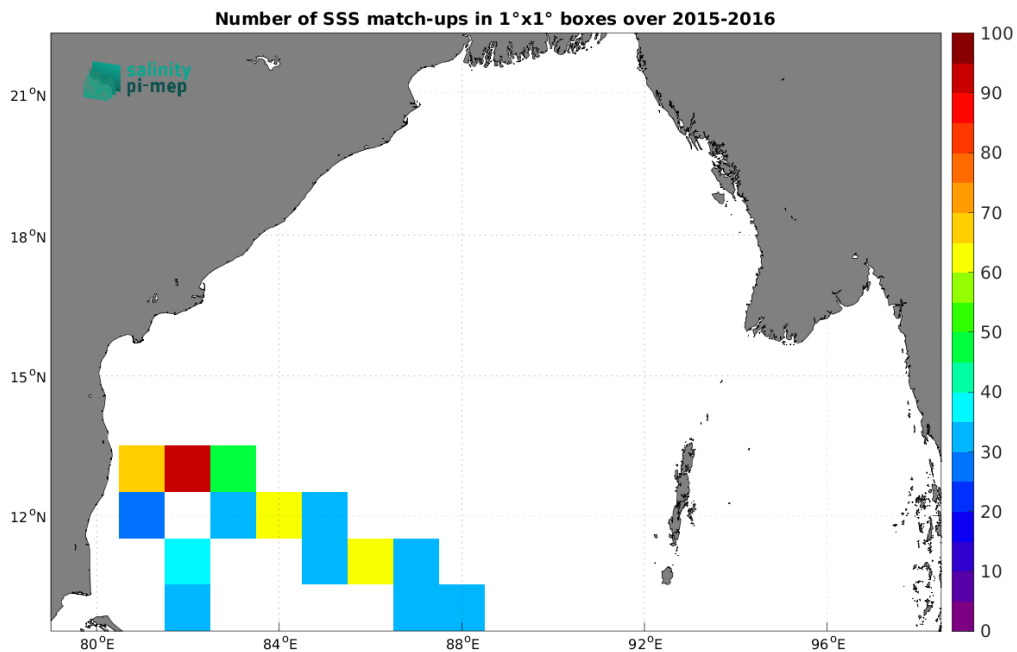 Number of SSS match-ups in 1°x1° boxes over 2015-2016
salinity
pi-mep
21°N
18°N
15°N
12°N
80°E 84°E 88°E 92°E 96°E
100
90
80
70
60
50
40
30
20
10
0